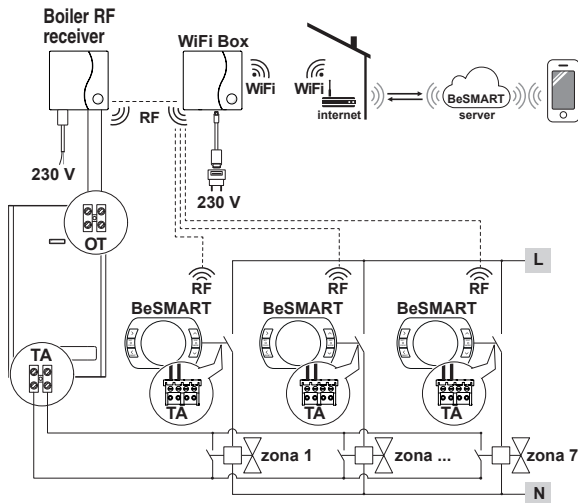 Boiler RF
receiver
WiFi Box
WiFi
WiFi
internet
BeSMART
server
RF
230 V
230 V
OT
RF
RF
RF
L
BeSMART
BeSMART
BeSMART
TA
TA
TA
TA
zona 1
zona ...
zona 7
N